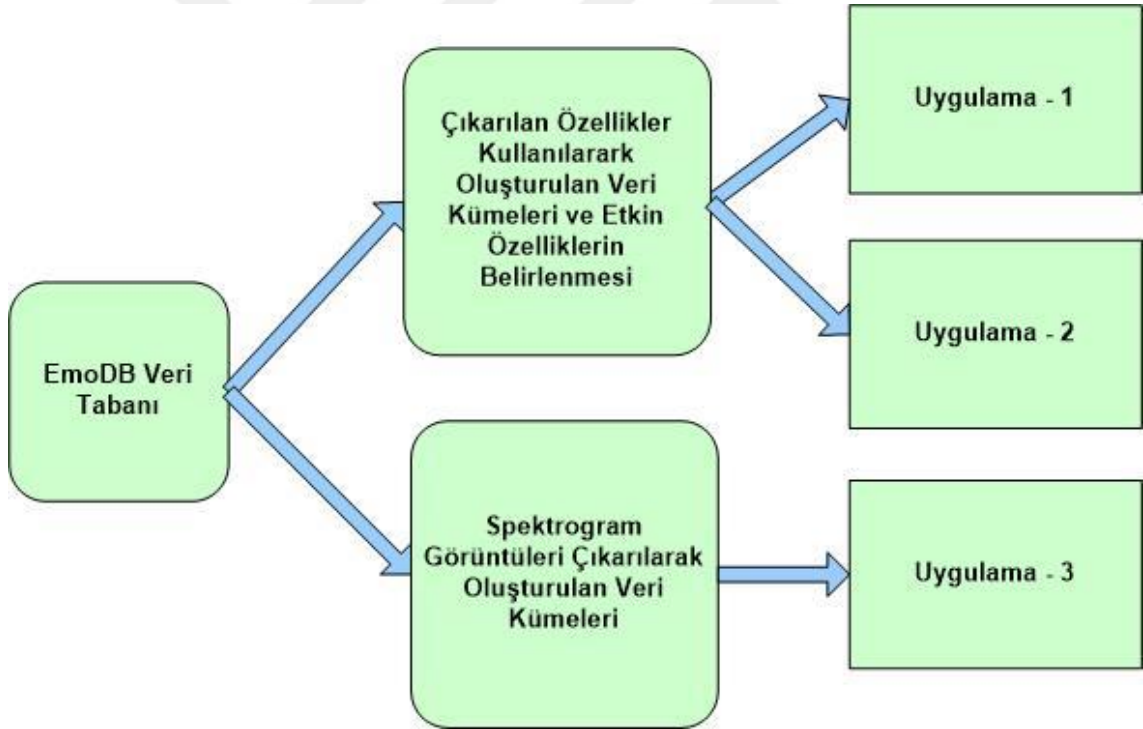 EmoDB Veri
Tabanı
Çıkarılan Özellikler
Kullanılarark
Oluşturulan Veri
Kümeleri ve Etkin
Özelliklerin
Belirlenmesi
Spektrogram
Görüntüleri Çıkarılarak
Oluşturulan Veri
Kümeleri
Uygulama - 1
Uygulama - 2
Uygulama - 3